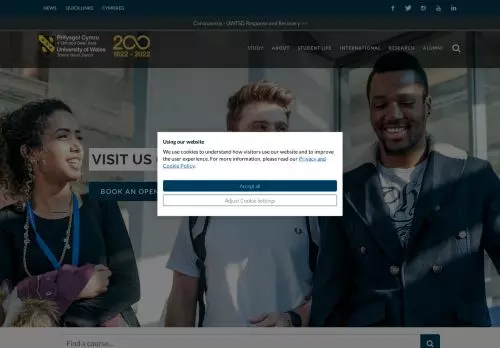 NEWS QUICKLINKS CYMRAEG
Coronavirus - UWTSD Response and Recovery >>
Prifysgol Cymru
Y Drindod Dewi Sant
University of Wales
Trinity Saint David
200
1822 - 2022
STUDY ABOUT STUDENT LIFE INTERNATIONAL RESEARCH ALUMNI
VISIT US
BOOK AN OPEN
Using our website
We use cookies to understand how visitors use our website and to improve
the user experience. For more information, please read our Privacy and
Cookie Policy.
Accept all
Adjust Cookie Settings
Find a course...